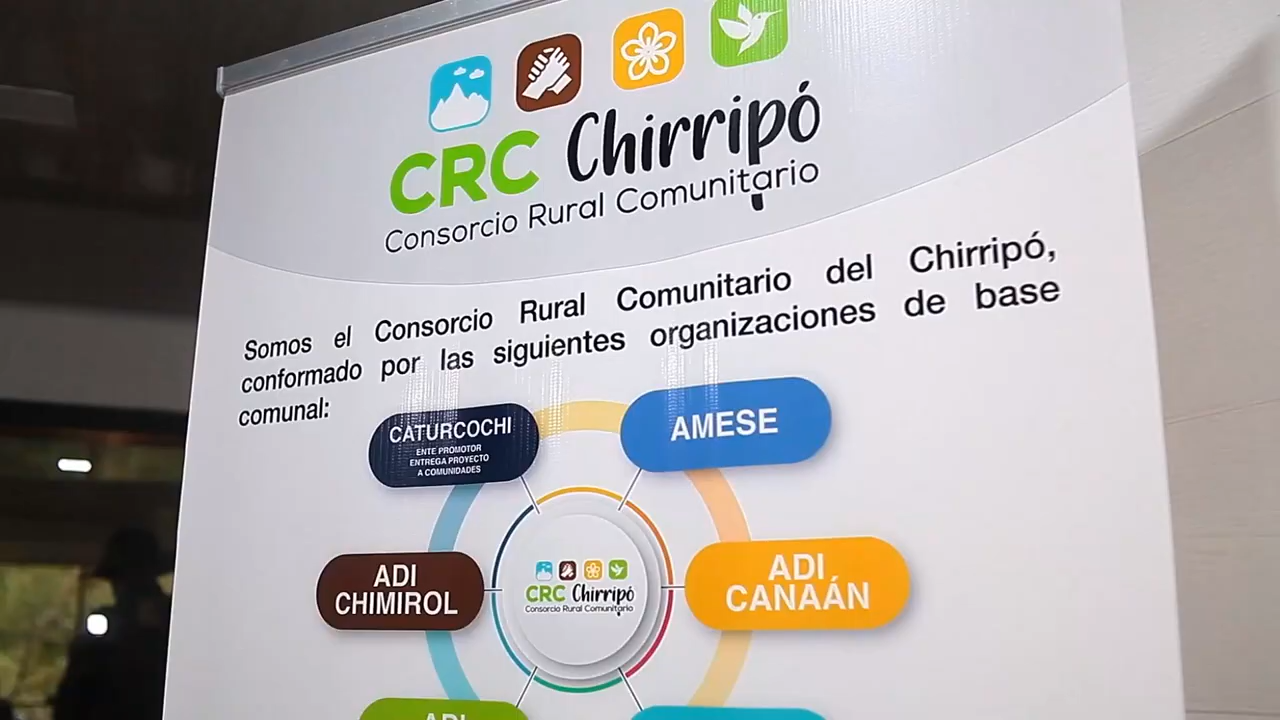 CRC Chirripó
Consorcio Rural Comunitario
Somos el Consorcio Rural Comunitario del Chirripó,
conformado por las siguientes organizaciones de base
comunal:
CATURCOCHI
ENTE PROMOTOR
ENTREGA PROYECTO
A COMUNIDADES
AMESE
ADI
CHIMIROL
CRC Chirripó
Consorcio Rural Comunitario
ADI
CANAÁN
ADI